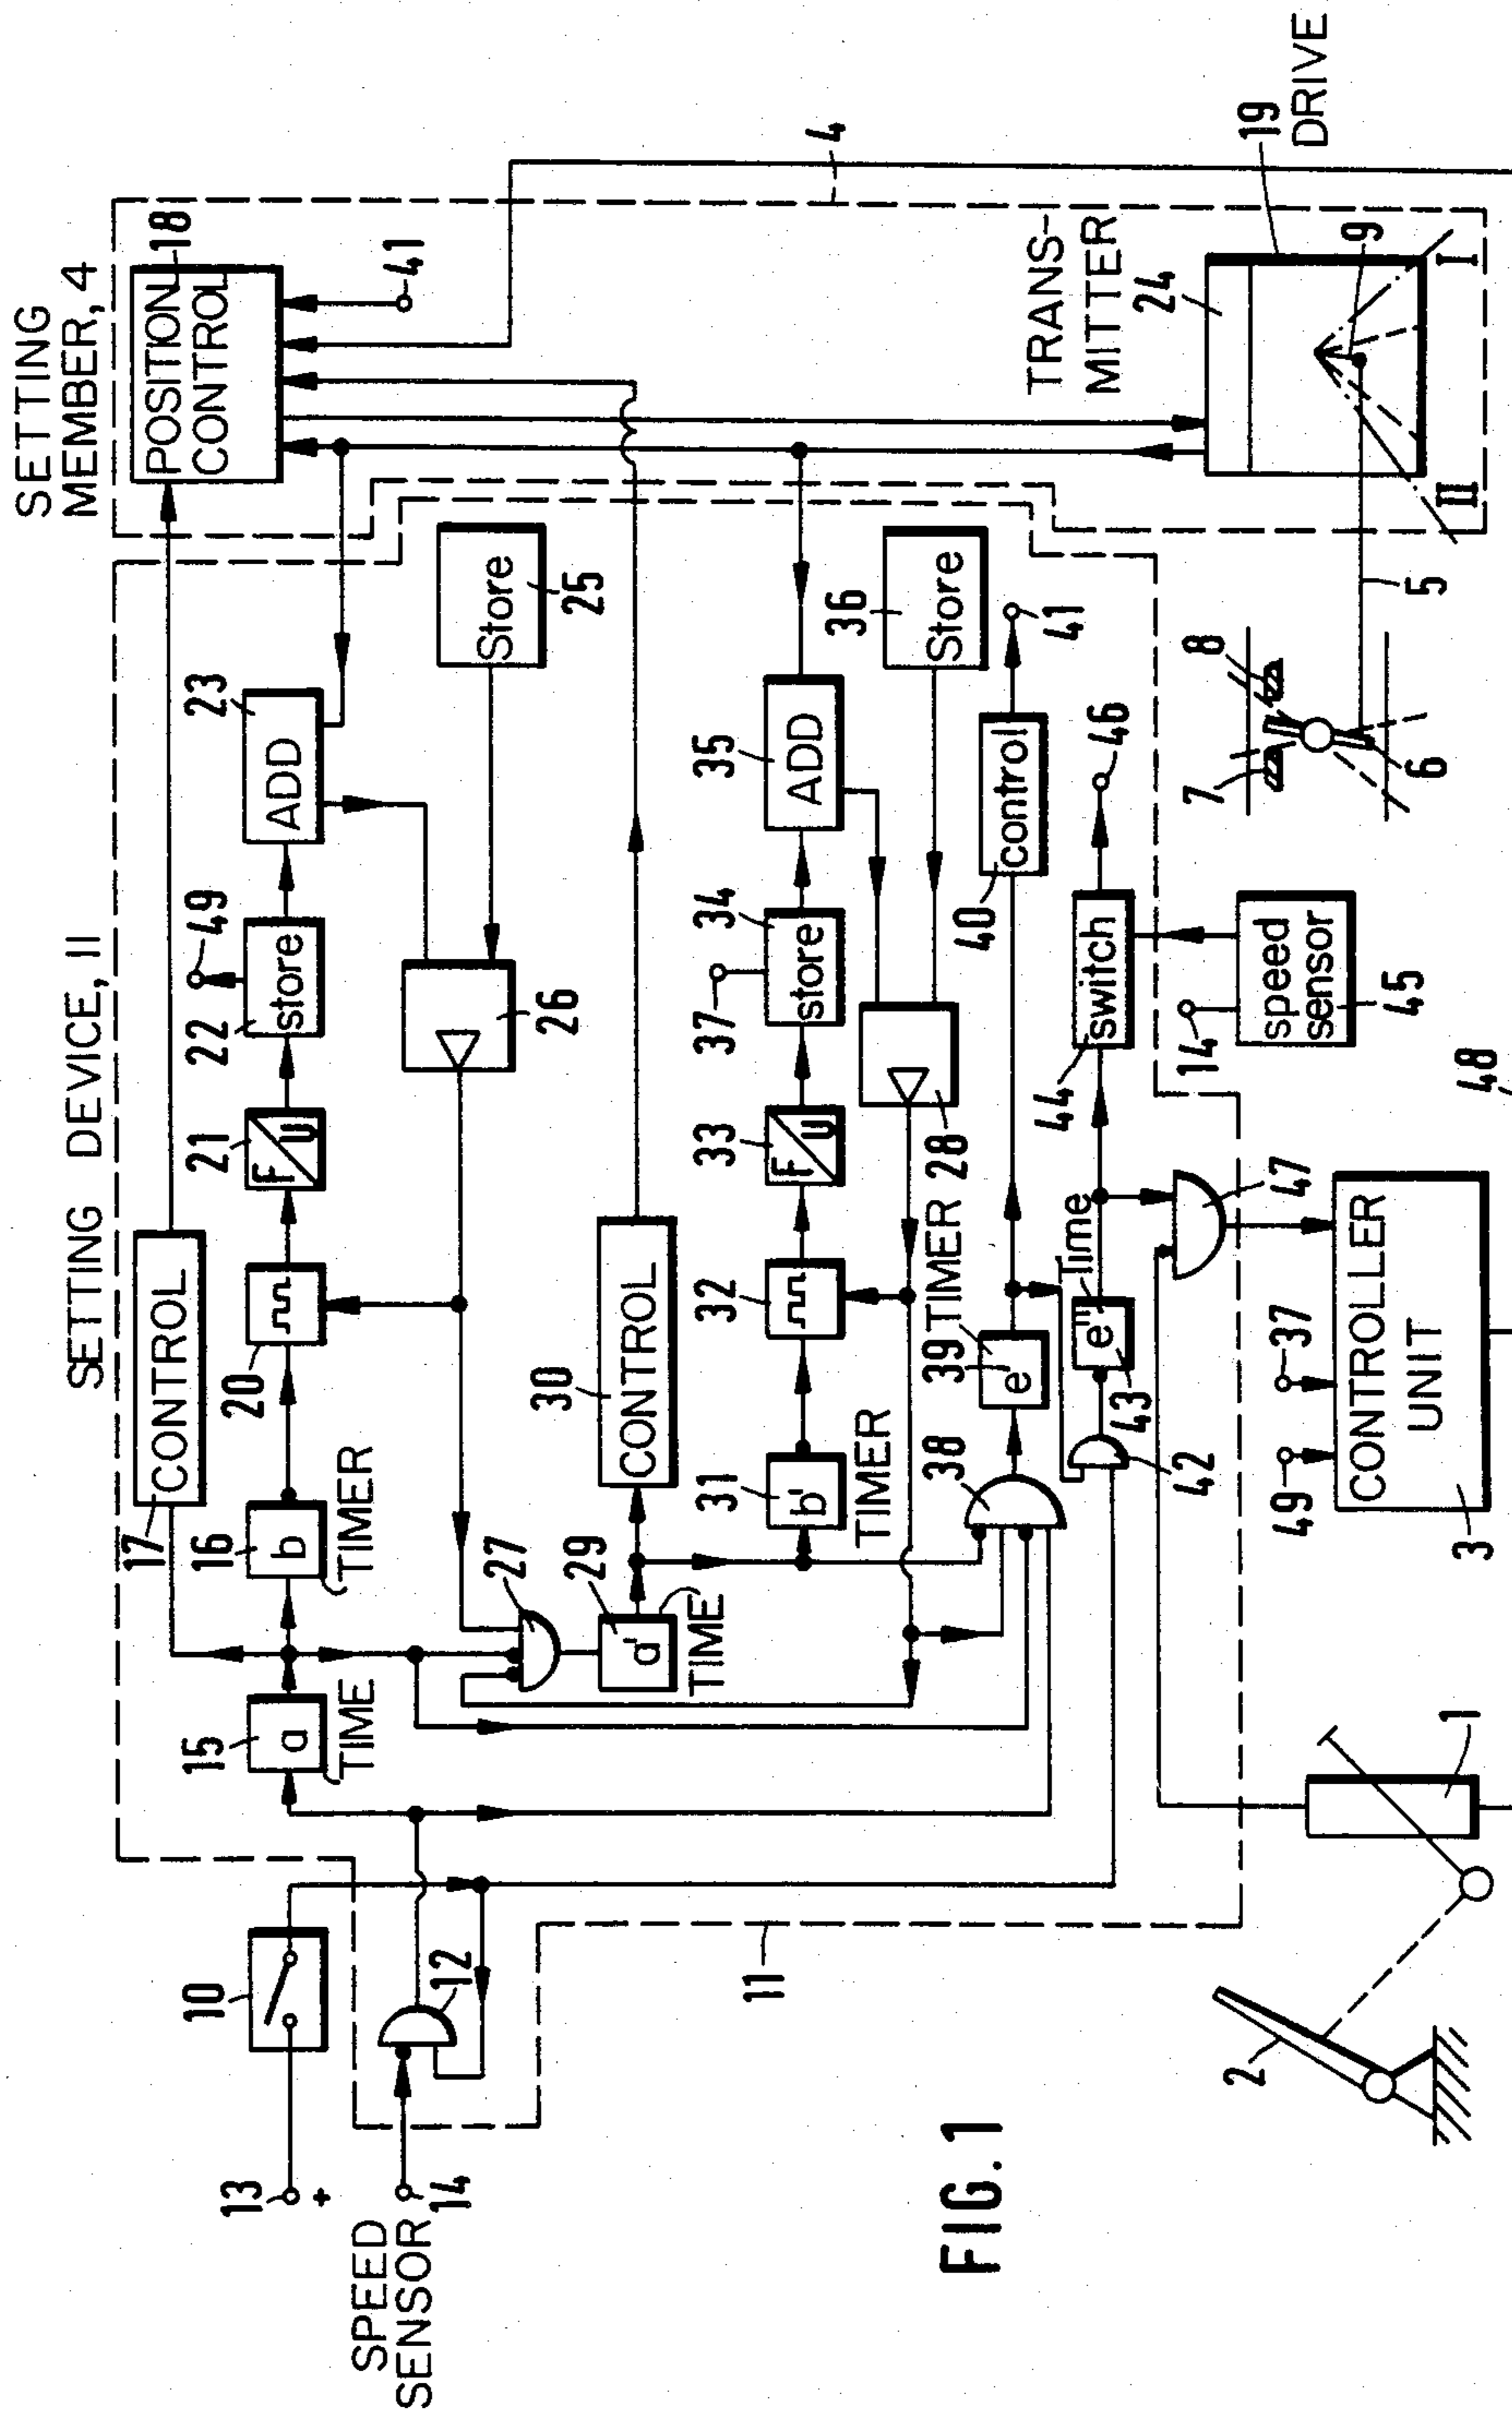 SETTING
MEMBER, 4
POSITION
CONTROL
18
41
4
TRANS-
MITTER
24
19
DRIVE
9
I
II
5
SETTING DEVICE, 11
CONTROL
17
15
a
TIME
16
b
TIMER
20
21
F
U
22
store
49
23
ADD
Store
25
26
27
29
a'
TIME
30
CONTROL
31
b'
TIMER
32
33
F
U
34
store
37
35
ADD
36
Store
28
38
39
TIMER
e'
40
control
41
42
43
e"
Time
44
switch
46
14
speed
sensor
45
47
48
7
8
6
49
37
CONTROLLER
UNIT
3
10
13
+
12
14
SPEED
SENSOR
11
1
2
FIG. 1